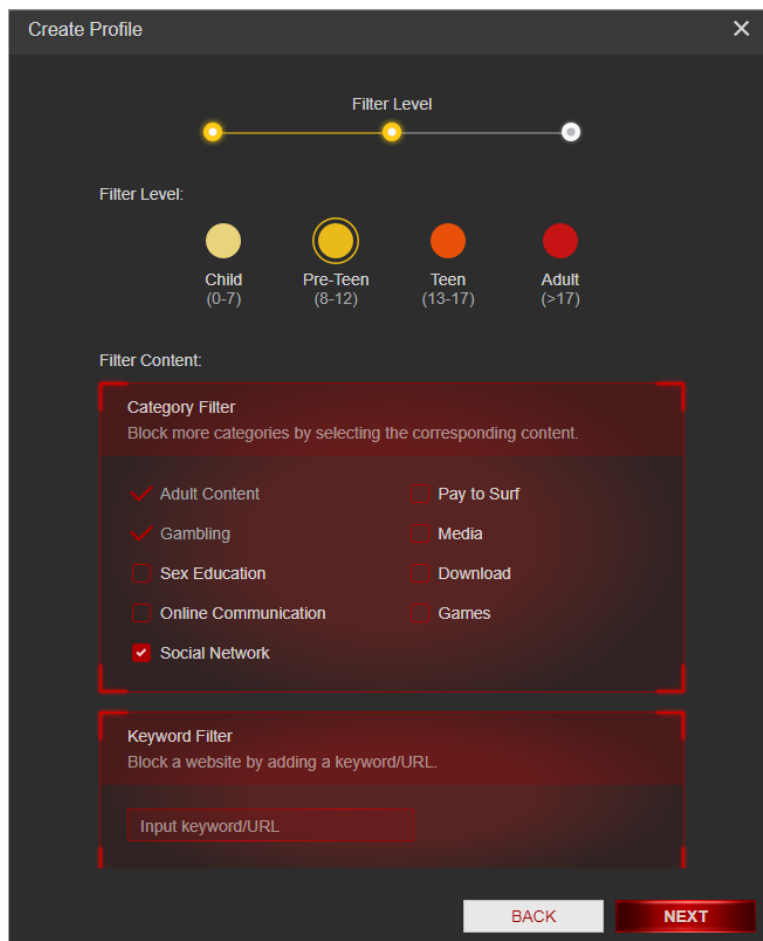 Create Profile
Filter Level
Filter Level:
Child
(0-7)
Pre-Teen
(8-12)
Teen
(13-17)
Adult
(>17)
Filter Content:
Category Filter
Block more categories by selecting the corresponding content.
Adult Content
Pay to Surf
Gambling
Media
Sex Education
Download
Online Communication
Games
Social Network
Keyword Filter
Block a website by adding a keyword/URL.
Input keyword/URL
BACK
NEXT